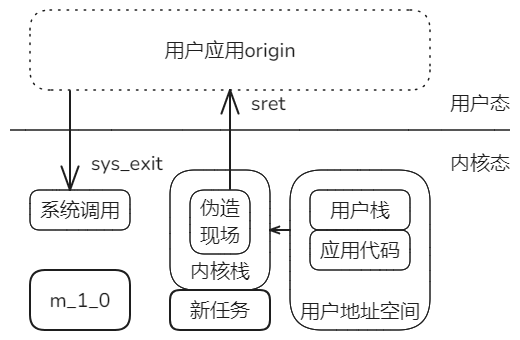 用户应用origin
sret
用户态
sys_exit
内核态
系统调用
伪造
现场
用户栈
应用代码
内核栈
m_1_0
新任务
用户地址空间